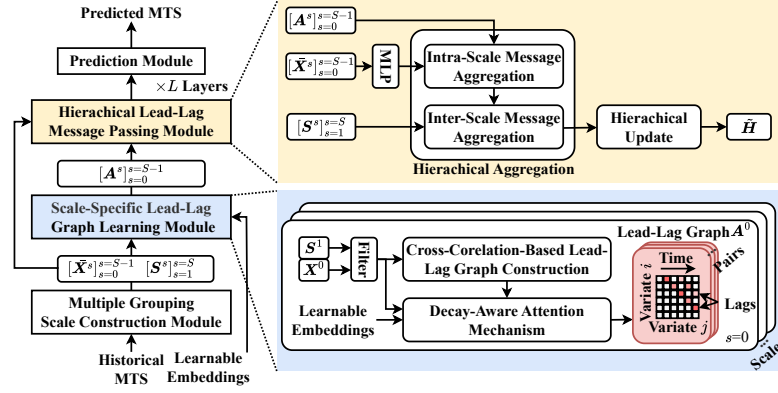 Predicted MTS
Prediction Module
×L Layers
Hierachical Lead-Lag
Message Passing Module
[A^s]_{s=0}^{s=S−1}
Scale-Specific Lead-Lag
Graph Learning Module
[X̄^s]_{s=0}^{s=S−1} [S^s]_{s=1}^{s=S}
Multiple Grouping
Scale Construction Module
Historical
MTS
Learnable
Embeddings
[A^s]_{s=0}^{s=S−1}
[X̄^s]_{s=0}^{s=S−1}
MLP
[S^s]_{s=1}^{s=S}
Intra-Scale Message
Aggregation
Inter-Scale Message
Aggregation
Hierachical Aggregation
Hierachical
Update
H̃
S^1
X^0
Filter
Cross-Corelation-Based Lead-
Lag Graph Construction
Learnable
Embeddings
Decay-Aware Attention
Mechanism
Lead-Lag Graph A^0
Time
Variate i
Variate j
... Pairs
Lags
s=0
... Scale